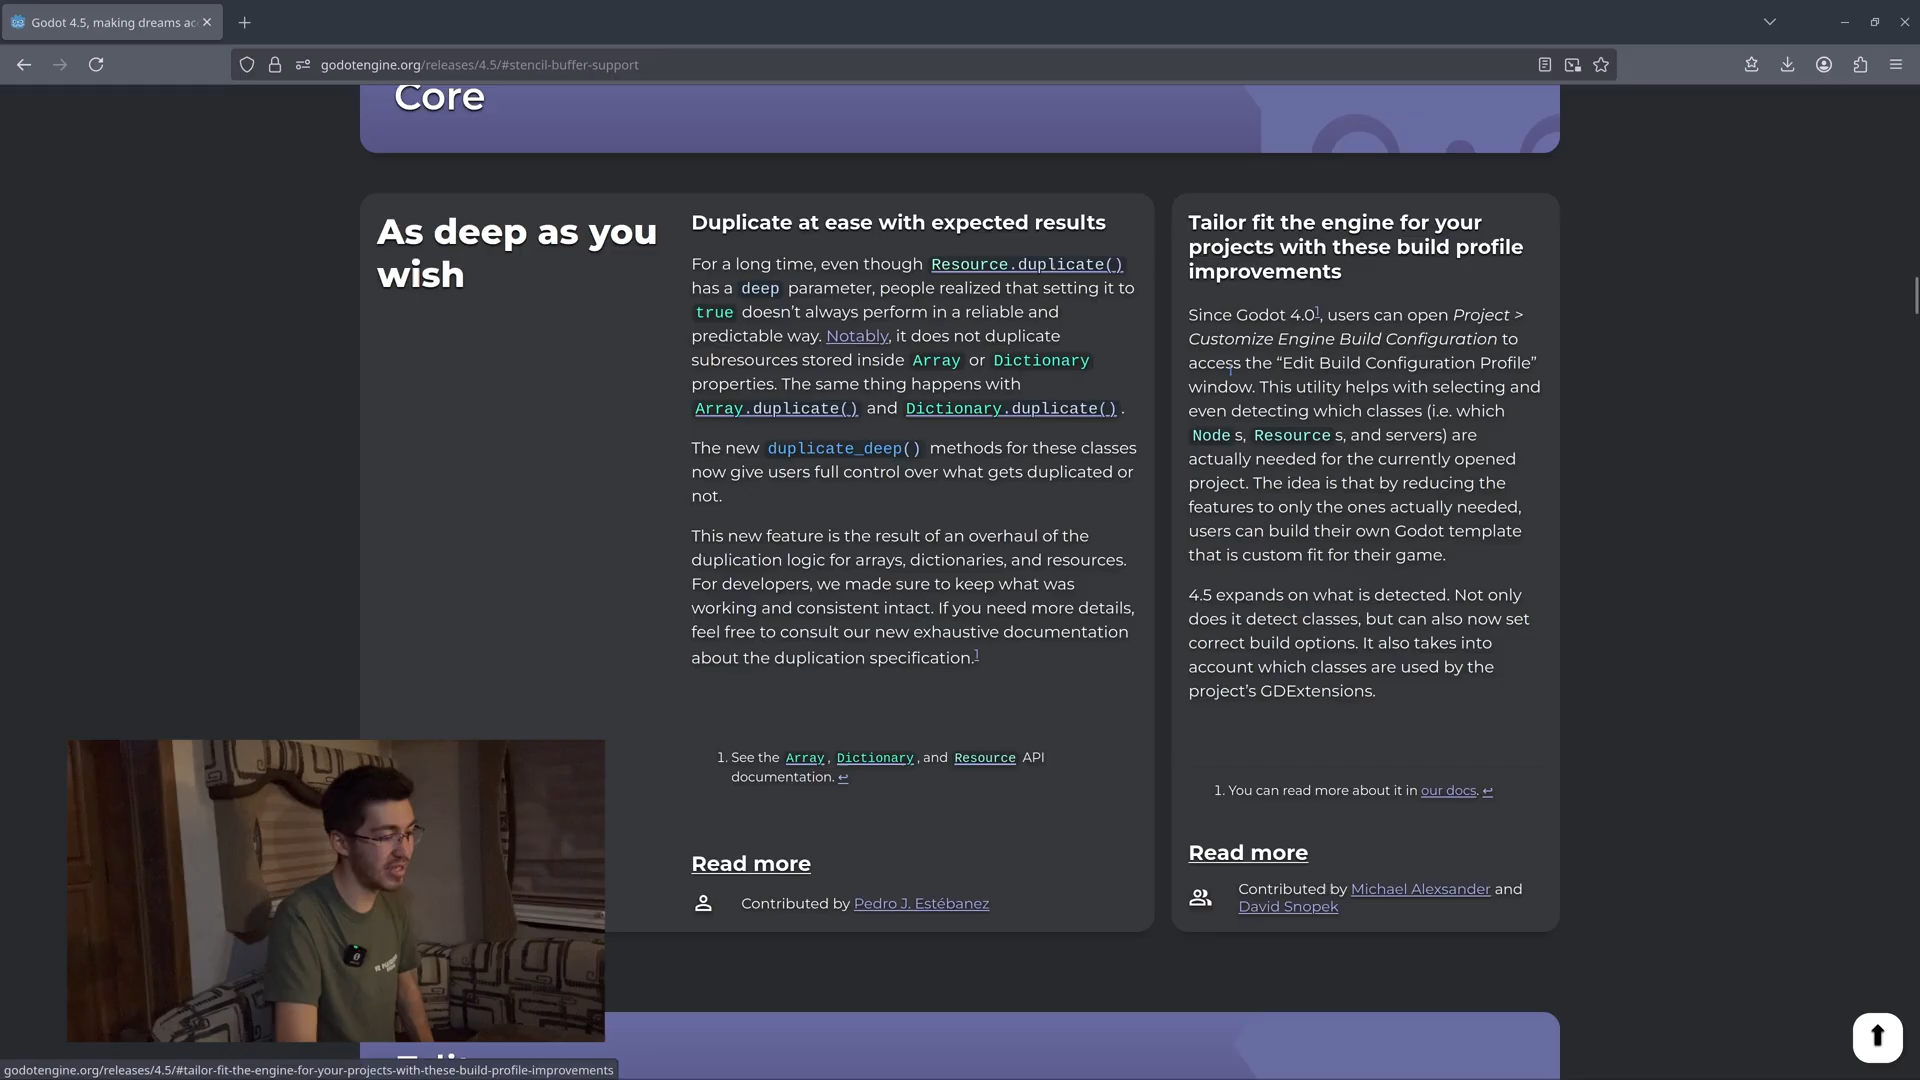 Godot 4.5, making dreams ac
godotengine.org/releases/4.5/#stencil-buffer-support
Core
As deep as you
wish
Duplicate at ease with expected results
For a long time, even though Resource.duplicate()
has a deep parameter, people realized that setting it to
true doesn't always perform in a reliable and
predictable way. Notably, it does not duplicate
subresources stored inside Array or Dictionary
properties. The same thing happens with
Array.duplicate() and Dictionary.duplicate().
The new duplicate_deep() methods for these classes
now give users full control over what gets duplicated or
not.
This new feature is the result of an overhaul of the
duplication logic for arrays, dictionaries, and resources.
For developers, we made sure to keep what was
working and consistent intact. If you need more details,
feel free to consult our new exhaustive documentation
about the duplication specification.1
1. See the Array, Dictionary, and Resource API
documentation. ↩
Read more
Contributed by Pedro J. Estébanez
Tailor fit the engine for your
projects with these build profile
improvements
Since Godot 4.01, users can open Project >
Customize Engine Build Configuration to
access the “Edit Build Configuration Profile”
window. This utility helps with selecting and
even detecting which classes (i.e. which
Nodes, Resources, and servers) are
actually needed for the currently opened
project. The idea is that by reducing the
features to only the ones actually needed,
users can build their own Godot template
that is custom fit for their game.
4.5 expands on what is detected. Not only
does it detect classes, but can also now set
correct build options. It also takes into
account which classes are used by the
project's GDExtensions.
1. You can read more about it in our docs. ↩
Read more
Contributed by Michael Alexsander and
David Snopek
godotengine.org/releases/4.5/#tailor-fit-the-engine-for-your-projects-with-these-build-profile-improvements